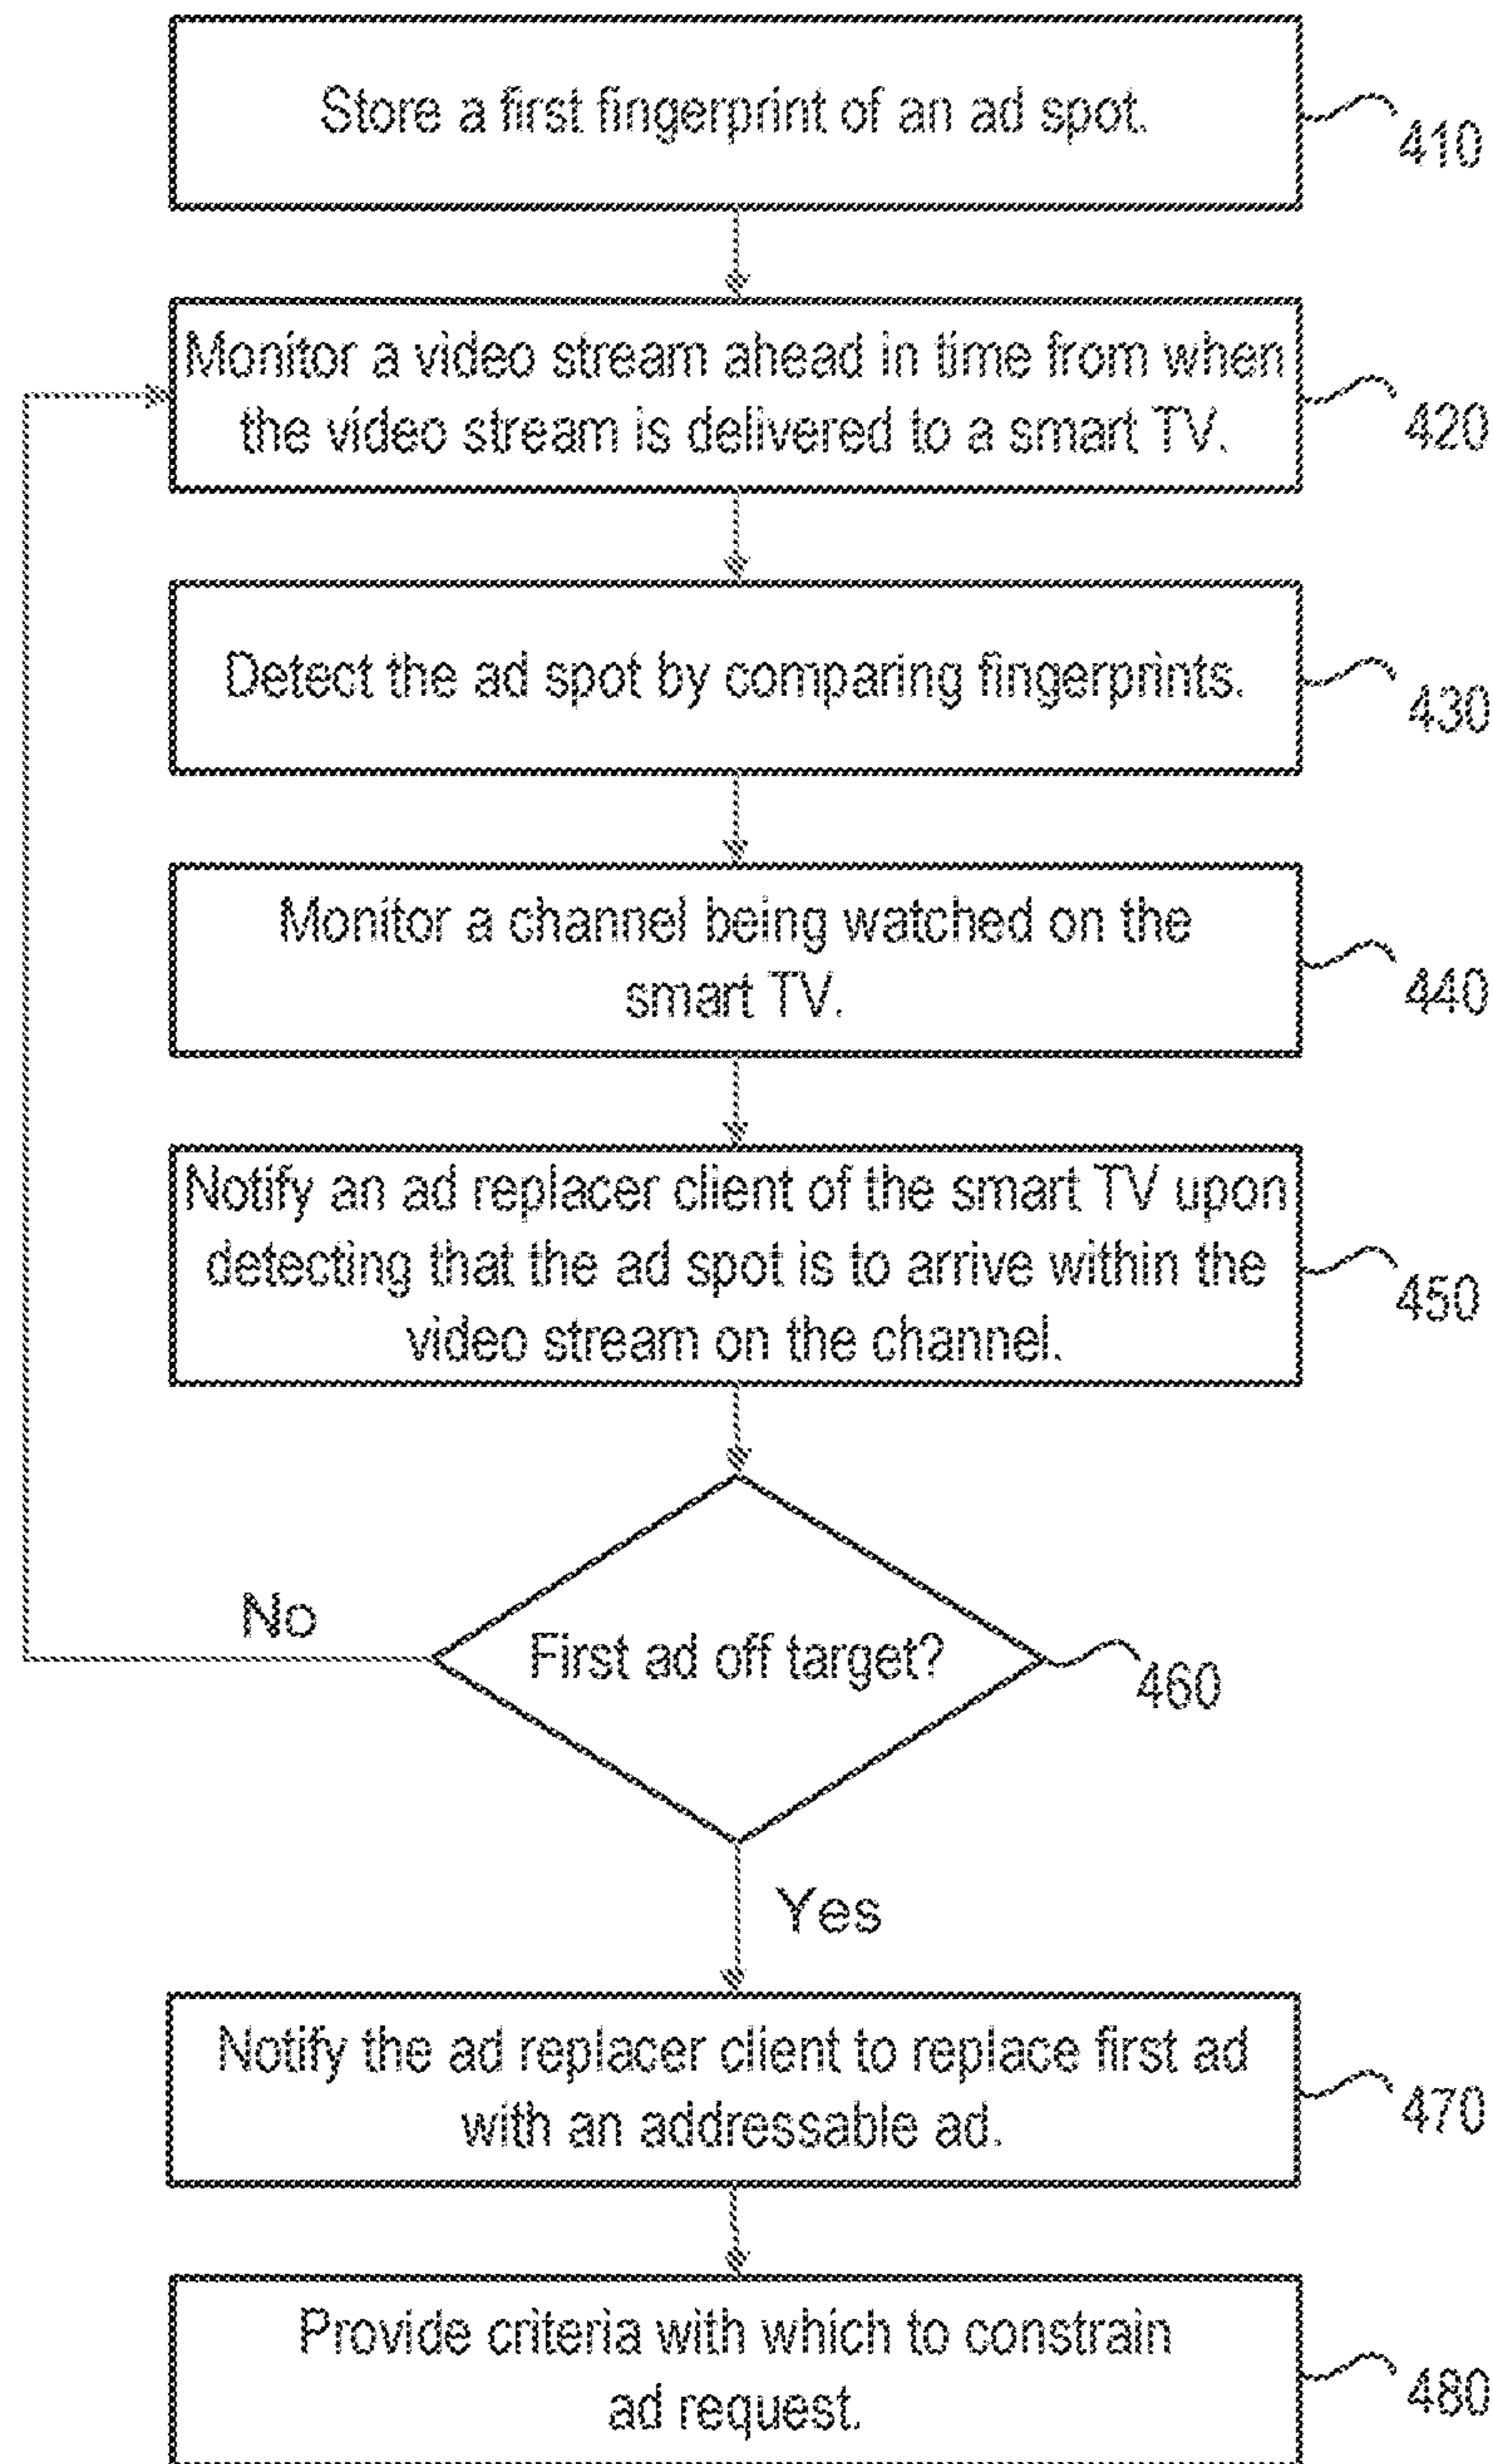 Store a first fingerprint of an ad spot.
410
Monitor a video stream ahead in time from when
the video stream is delivered to a smart TV.
420
Detect the ad spot by comparing fingerprints.
430
Monitor a channel being watched on the
smart TV.
440
Notify an ad replacer client of the smart TV upon
detecting that the ad spot is to arrive within the
video stream on the channel.
450
No
First ad off target?
460
Yes
Notify the ad replacer client to replace first ad
with an addressable ad.
470
Provide criteria with which to constrain
ad request.
480